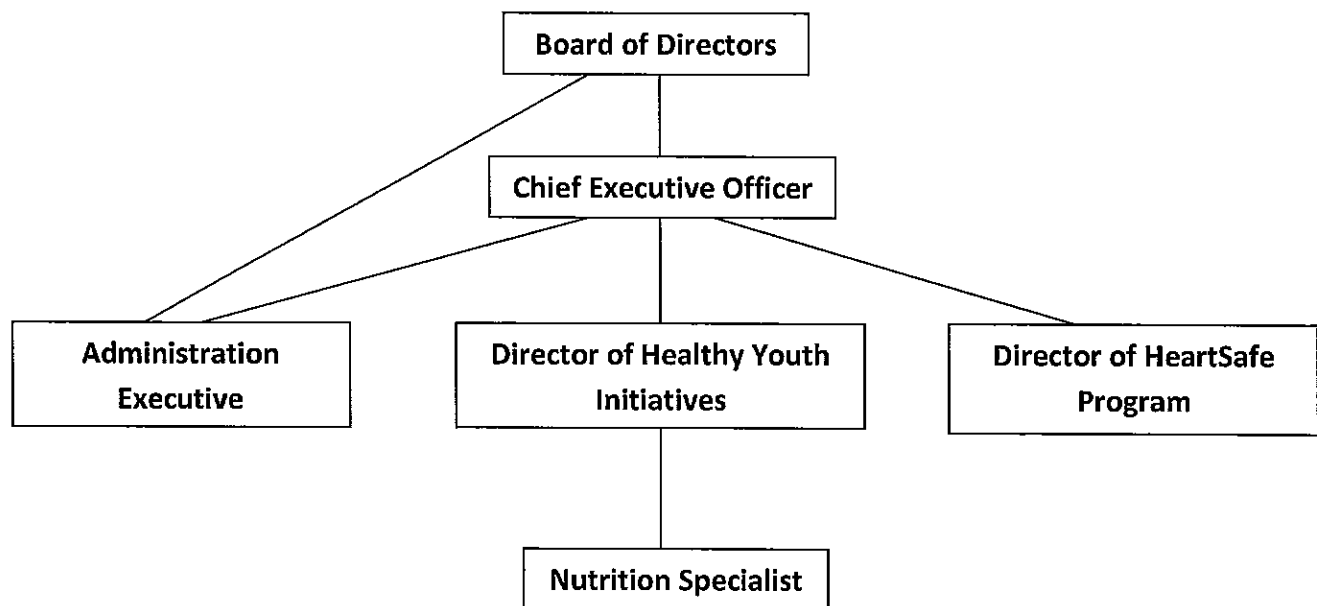 Board of Directors
Chief Executive Officer
Administration
Executive
Director of Healthy Youth
Initiatives
Director of HeartSafe
Program
Nutrition Specialist